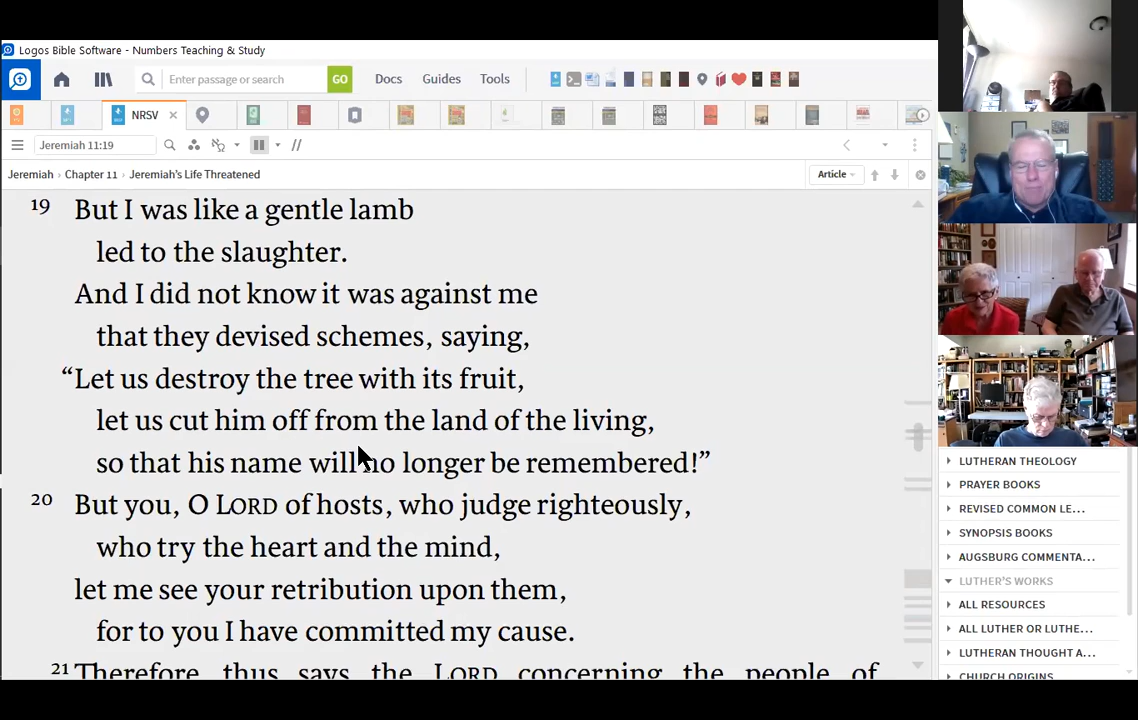 Logos Bible Software - Numbers Teaching & Study
Enter passage or search
GO
Docs
Guides
Tools
NRSV
Jeremiah 11:19
Jeremiah › Chapter 11 › Jeremiah's Life Threatened
Article
19 But I was like a gentle lamb
led to the slaughter.
And I did not know it was against me
that they devised schemes, saying,
“Let us destroy the tree with its fruit,
let us cut him off from the land of the living,
so that his name will no longer be remembered!”
20 But you, O LORD of hosts, who judge righteously,
who try the heart and the mind,
let me see your retribution upon them,
for to you I have committed my cause.
21 Therefore thus says the LORD concerning the people of
LUTHERAN THEOLOGY
PRAYER BOOKS
REVISED COMMON LE...
SYNOPSIS BOOKS
AUGSBURG COMMENTA...
LUTHER'S WORKS
ALL RESOURCES
ALL LUTHER OR LUTHE...
LUTHERAN THOUGHT A...
CHURCH ORIGINS